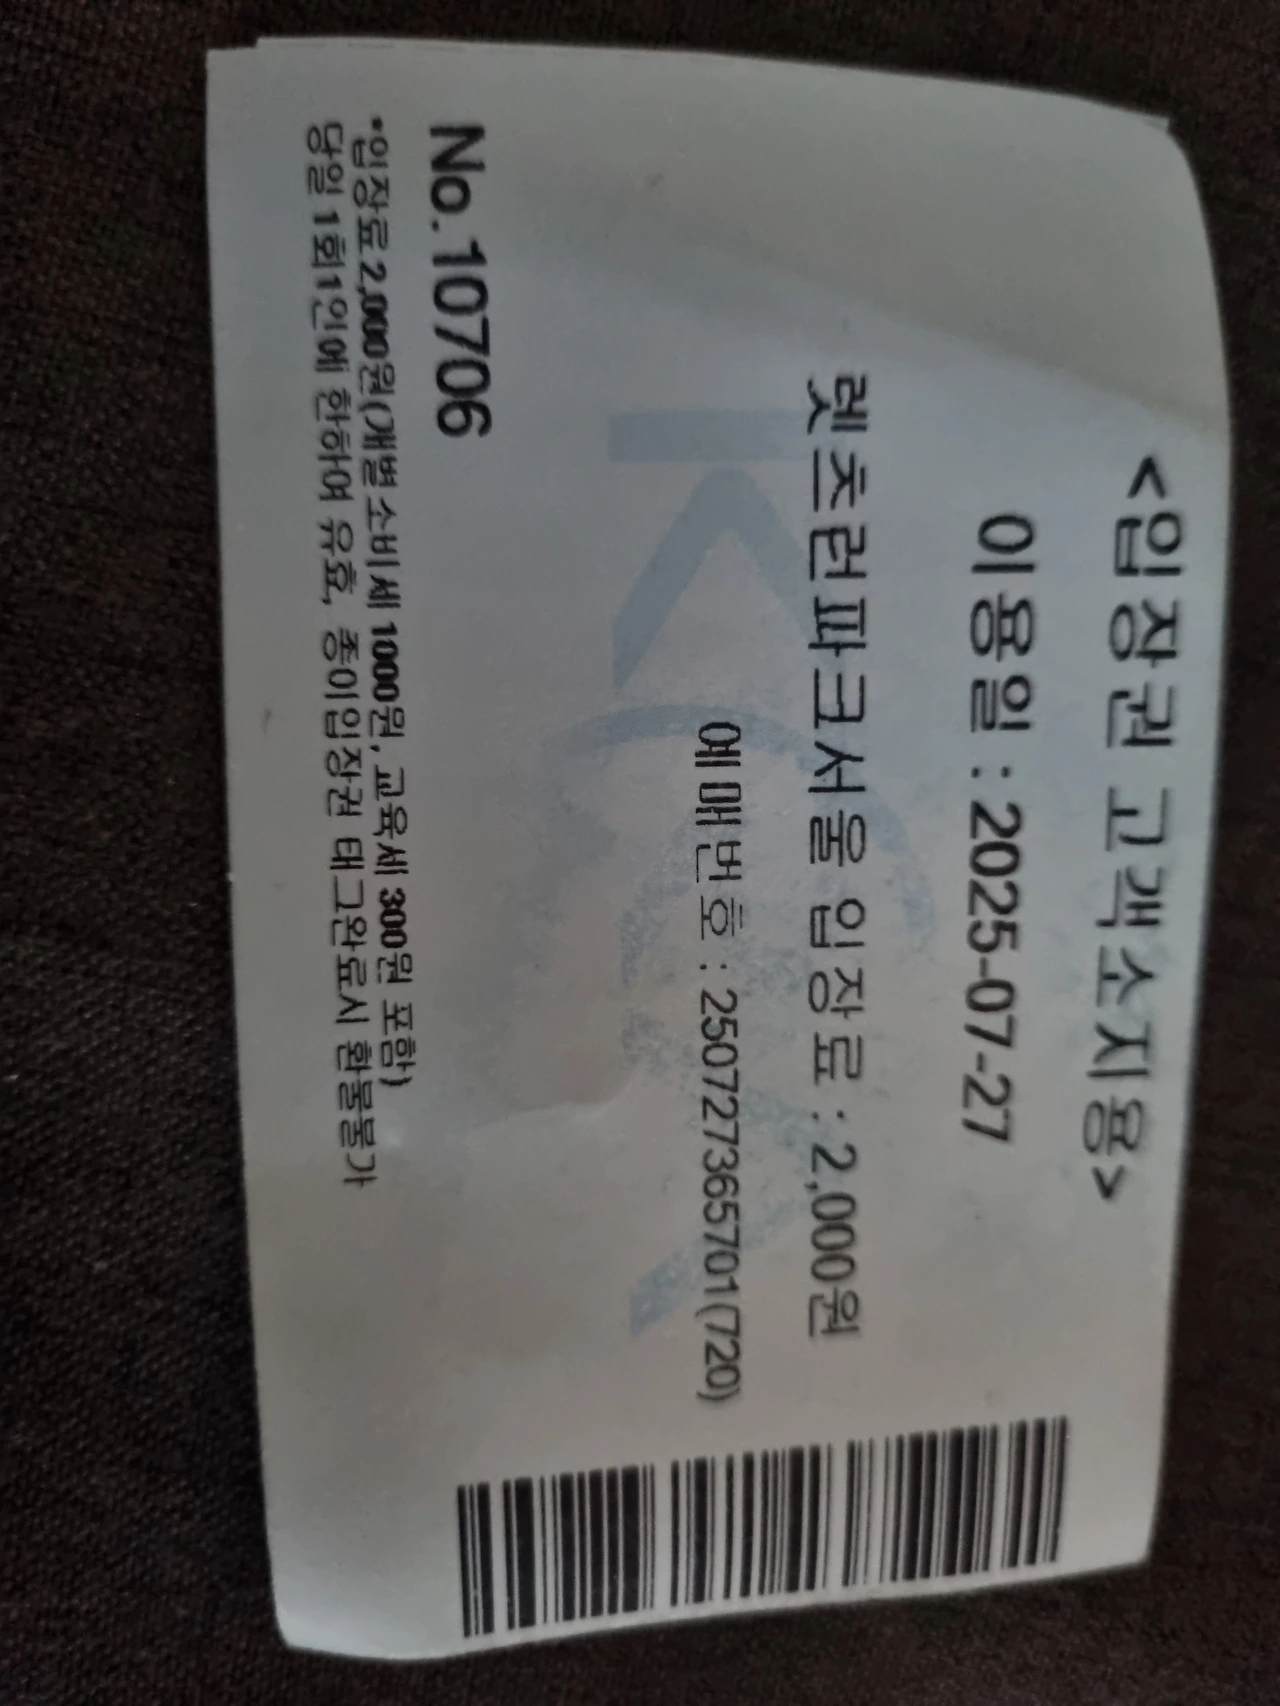 <입장권 고객소지용>
이용일 : 2025-07-27
렛츠런파크서울 입장료 : 2,000원
예매번호 : 25072736570​1(720)
No.10706
*입장료 2,000원(개별소비세 1000원, 교육세 300원 포함)
당일 1회1인에 한하여 유효, 종이입장권 태그완료시 환불불가